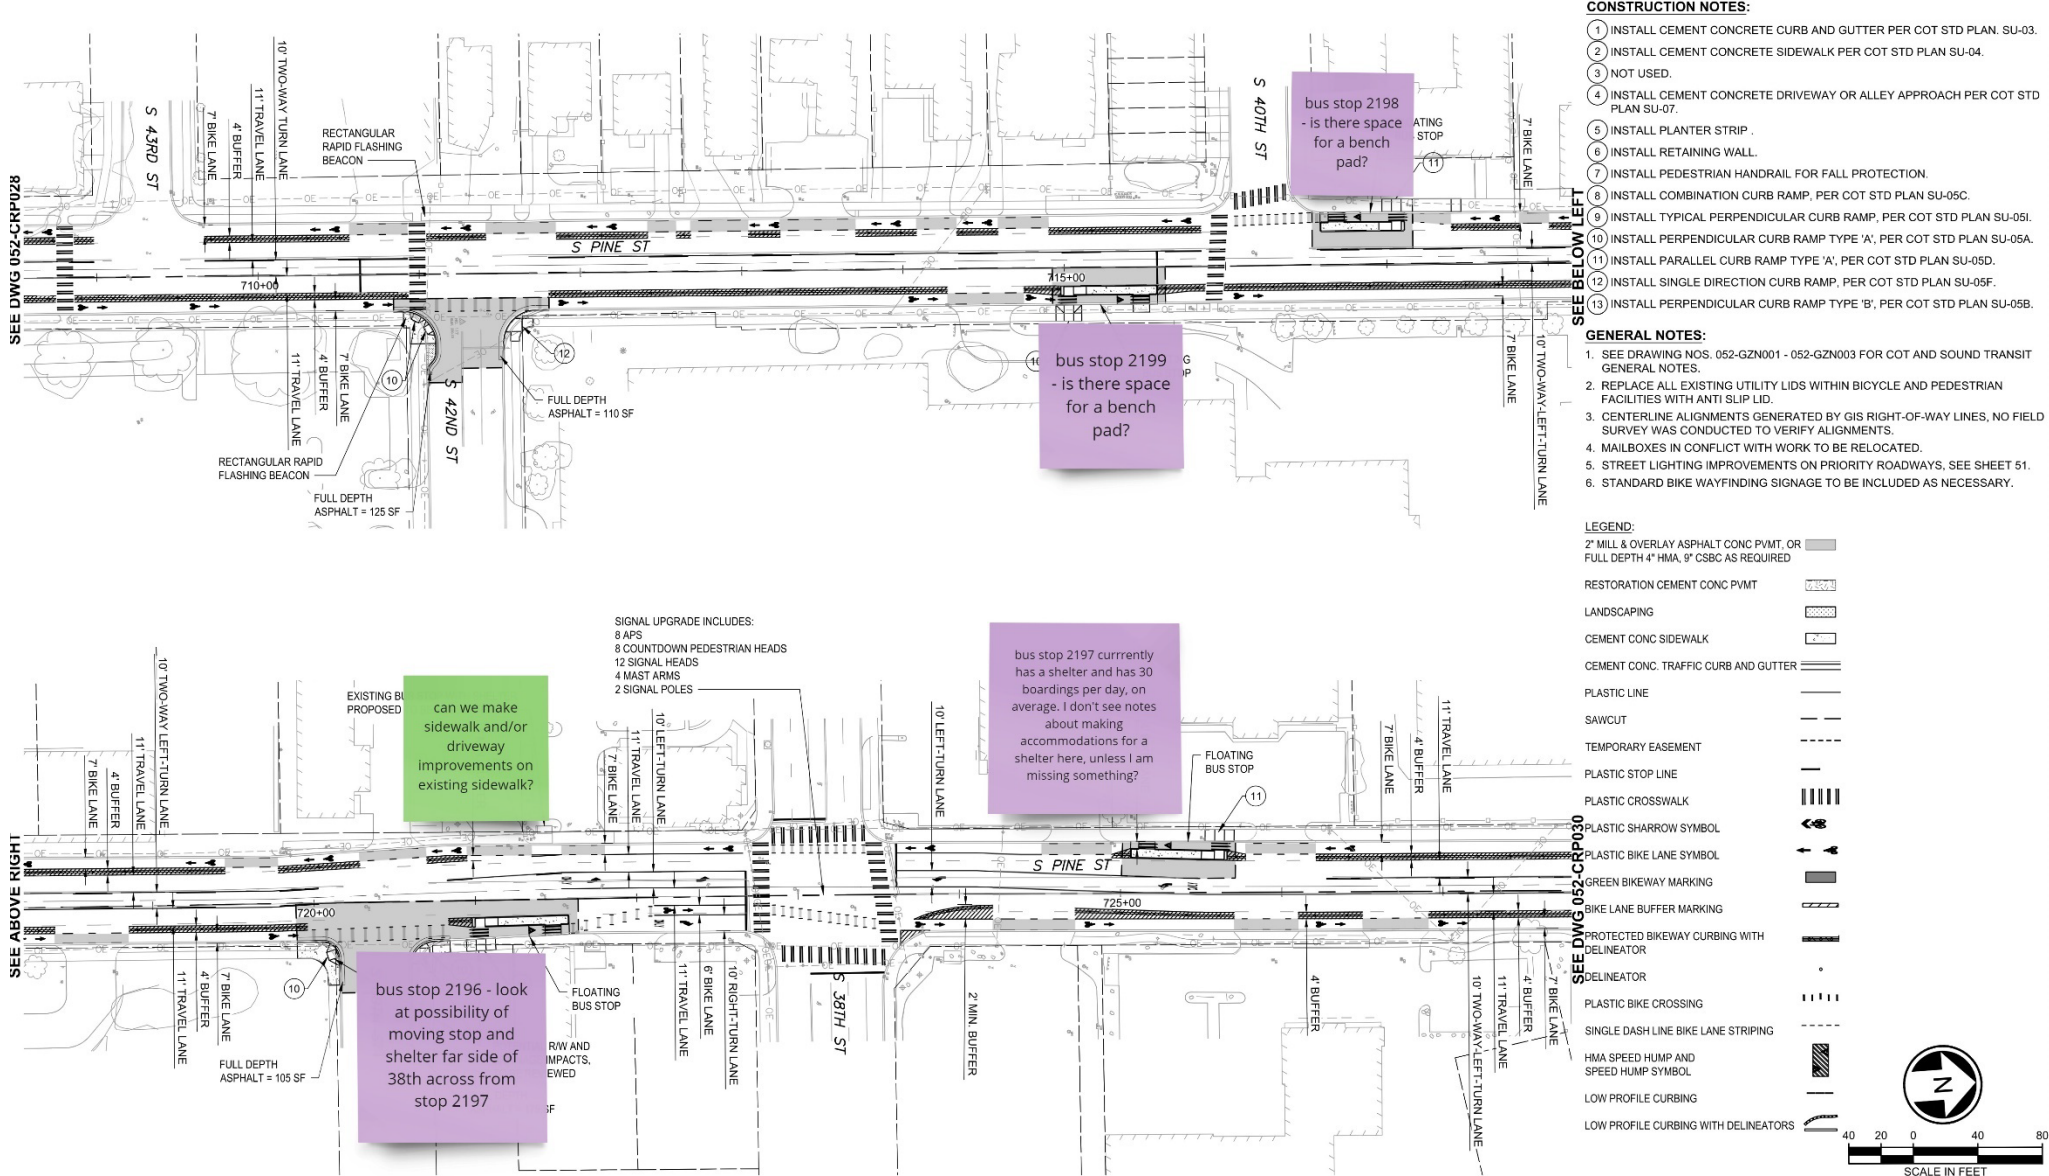 CONSTRUCTION NOTES:
1 INSTALL CEMENT CONCRETE CURB AND GUTTER PER COT STD PLAN. SU-03.
2 INSTALL CEMENT CONCRETE SIDEWALK PER COT STD PLAN SU-04.
3 NOT USED.
4 INSTALL CEMENT CONCRETE DRIVEWAY OR ALLEY APPROACH PER COT STD
PLAN SU-07.
5 INSTALL PLANTER STRIP .
6 INSTALL RETAINING WALL.
7 INSTALL PEDESTRIAN HANDRAIL FOR FALL PROTECTION.
8 INSTALL COMBINATION CURB RAMP, PER COT STD PLAN SU-05C.
9 INSTALL TYPICAL PERPENDICULAR CURB RAMP, PER COT STD PLAN SU-05I.
10 INSTALL PERPENDICULAR CURB RAMP TYPE 'A', PER COT STD PLAN SU-05A.
11 INSTALL PARALLEL CURB RAMP TYPE 'A', PER COT STD PLAN SU-05D.
12 INSTALL SINGLE DIRECTION CURB RAMP, PER COT STD PLAN SU-05F.
13 INSTALL PERPENDICULAR CURB RAMP TYPE 'B', PER COT STD PLAN SU-05B.
GENERAL NOTES:
1. SEE DRAWING NOS. 052-GZN001 - 052-GZN003 FOR COT AND SOUND TRANSIT
GENERAL NOTES.
2. REPLACE ALL EXISTING UTILITY LIDS WITHIN BICYCLE AND PEDESTRIAN
FACILITIES WITH ANTI SLIP LID.
3. CENTERLINE ALIGNMENTS GENERATED BY GIS RIGHT-OF-WAY LINES, NO FIELD
SURVEY WAS CONDUCTED TO VERIFY ALIGNMENTS.
4. MAILBOXES IN CONFLICT WITH WORK TO BE RELOCATED.
5. STREET LIGHTING IMPROVEMENTS ON PRIORITY ROADWAYS, SEE SHEET 51.
6. STANDARD BIKE WAYFINDING SIGNAGE TO BE INCLUDED AS NECESSARY.
LEGEND:
2" MILL & OVERLAY ASPHALT CONC PVMT, OR
FULL DEPTH 4" HMA, 9" CSBC AS REQUIRED
RESTORATION CEMENT CONC PVMT
LANDSCAPING
CEMENT CONC SIDEWALK
CEMENT CONC. TRAFFIC CURB AND GUTTER
PLASTIC LINE
SAWCUT
TEMPORARY EASEMENT
PLASTIC STOP LINE
PLASTIC CROSSWALK
PLASTIC SHARROW SYMBOL
PLASTIC BIKE LANE SYMBOL
GREEN BIKEWAY MARKING
BIKE LANE BUFFER MARKING
PROTECTED BIKEWAY CURBING WITH
DELINEATOR
DELINEATOR
PLASTIC BIKE CROSSING
SINGLE DASH LINE BIKE LANE STRIPING
HMA SPEED HUMP AND
SPEED HUMP SYMBOL
LOW PROFILE CURBING
LOW PROFILE CURBING WITH DELINEATORS
N
40 20 0 40 80
SCALE IN FEET
SEE DWG 052-CRP028
S 43RD ST
7' BIKE LANE
4' BUFFER
11' TRAVEL LANE
10' TWO-WAY TURN LANE
RECTANGULAR
RAPID FLASHING
BEACON
S PINE ST
710+00
715+00
S 40TH ST
bus stop 2198
- is there space
for a bench
pad?
ATING
STOP
11
7' BIKE LANE
SEE BELOW LEFT
11' TRAVEL LANE
4' BUFFER
7' BIKE LANE
10
S 42ND ST
12
FULL DEPTH
ASPHALT = 110 SF
RECTANGULAR RAPID
FLASHING BEACON
FULL DEPTH
ASPHALT = 125 SF
bus stop 2199
- is there space
for a bench
pad?
7' BIKE LANE
10' TWO-WAY-LEFT-TURN LANE
SEE ABOVE RIGHT
7' BIKE LANE
4' BUFFER
11' TRAVEL LANE
10' TWO-WAY LEFT-TURN LANE
EXISTING BU
PROPOSED
can we make
sidewalk and/or
driveway
improvements on
existing sidewalk?
SIGNAL UPGRADE INCLUDES:
8 APS
8 COUNTDOWN PEDESTRIAN HEADS
12 SIGNAL HEADS
4 MAST ARMS
2 SIGNAL POLES
7' BIKE LANE
11' TRAVEL LANE
10' LEFT-TURN LANE
10' LEFT-TURN LANE
bus stop 2197 currrently
has a shelter and has 30
boardings per day, on
average. I don't see notes
about making
accommodations for a
shelter here, unless I am
missing something?
FLOATING
BUS STOP
11
7' BIKE LANE
4' BUFFER
11' TRAVEL LANE
S PINE ST
720+00
725+00
SEE DWG 052-CRP030
11' TRAVEL LANE
4' BUFFER
7' BIKE LANE
10
FULL DEPTH
ASPHALT = 105 SF
bus stop 2196 - look
at possibility of
moving stop and
shelter far side of
38th across from
stop 2197
FLOATING
BUS STOP
R/W AND
IMPACTS,
EWED
SF
11' TRAVEL LANE
6' BIKE LANE
10' RIGHT-TURN LANE
S 38TH ST
2' MIN. BUFFER
4' BUFFER
10' TWO-WAY-LEFT-TURN LANE
11' TRAVEL LANE
4' BUFFER
7' BIKE LANE